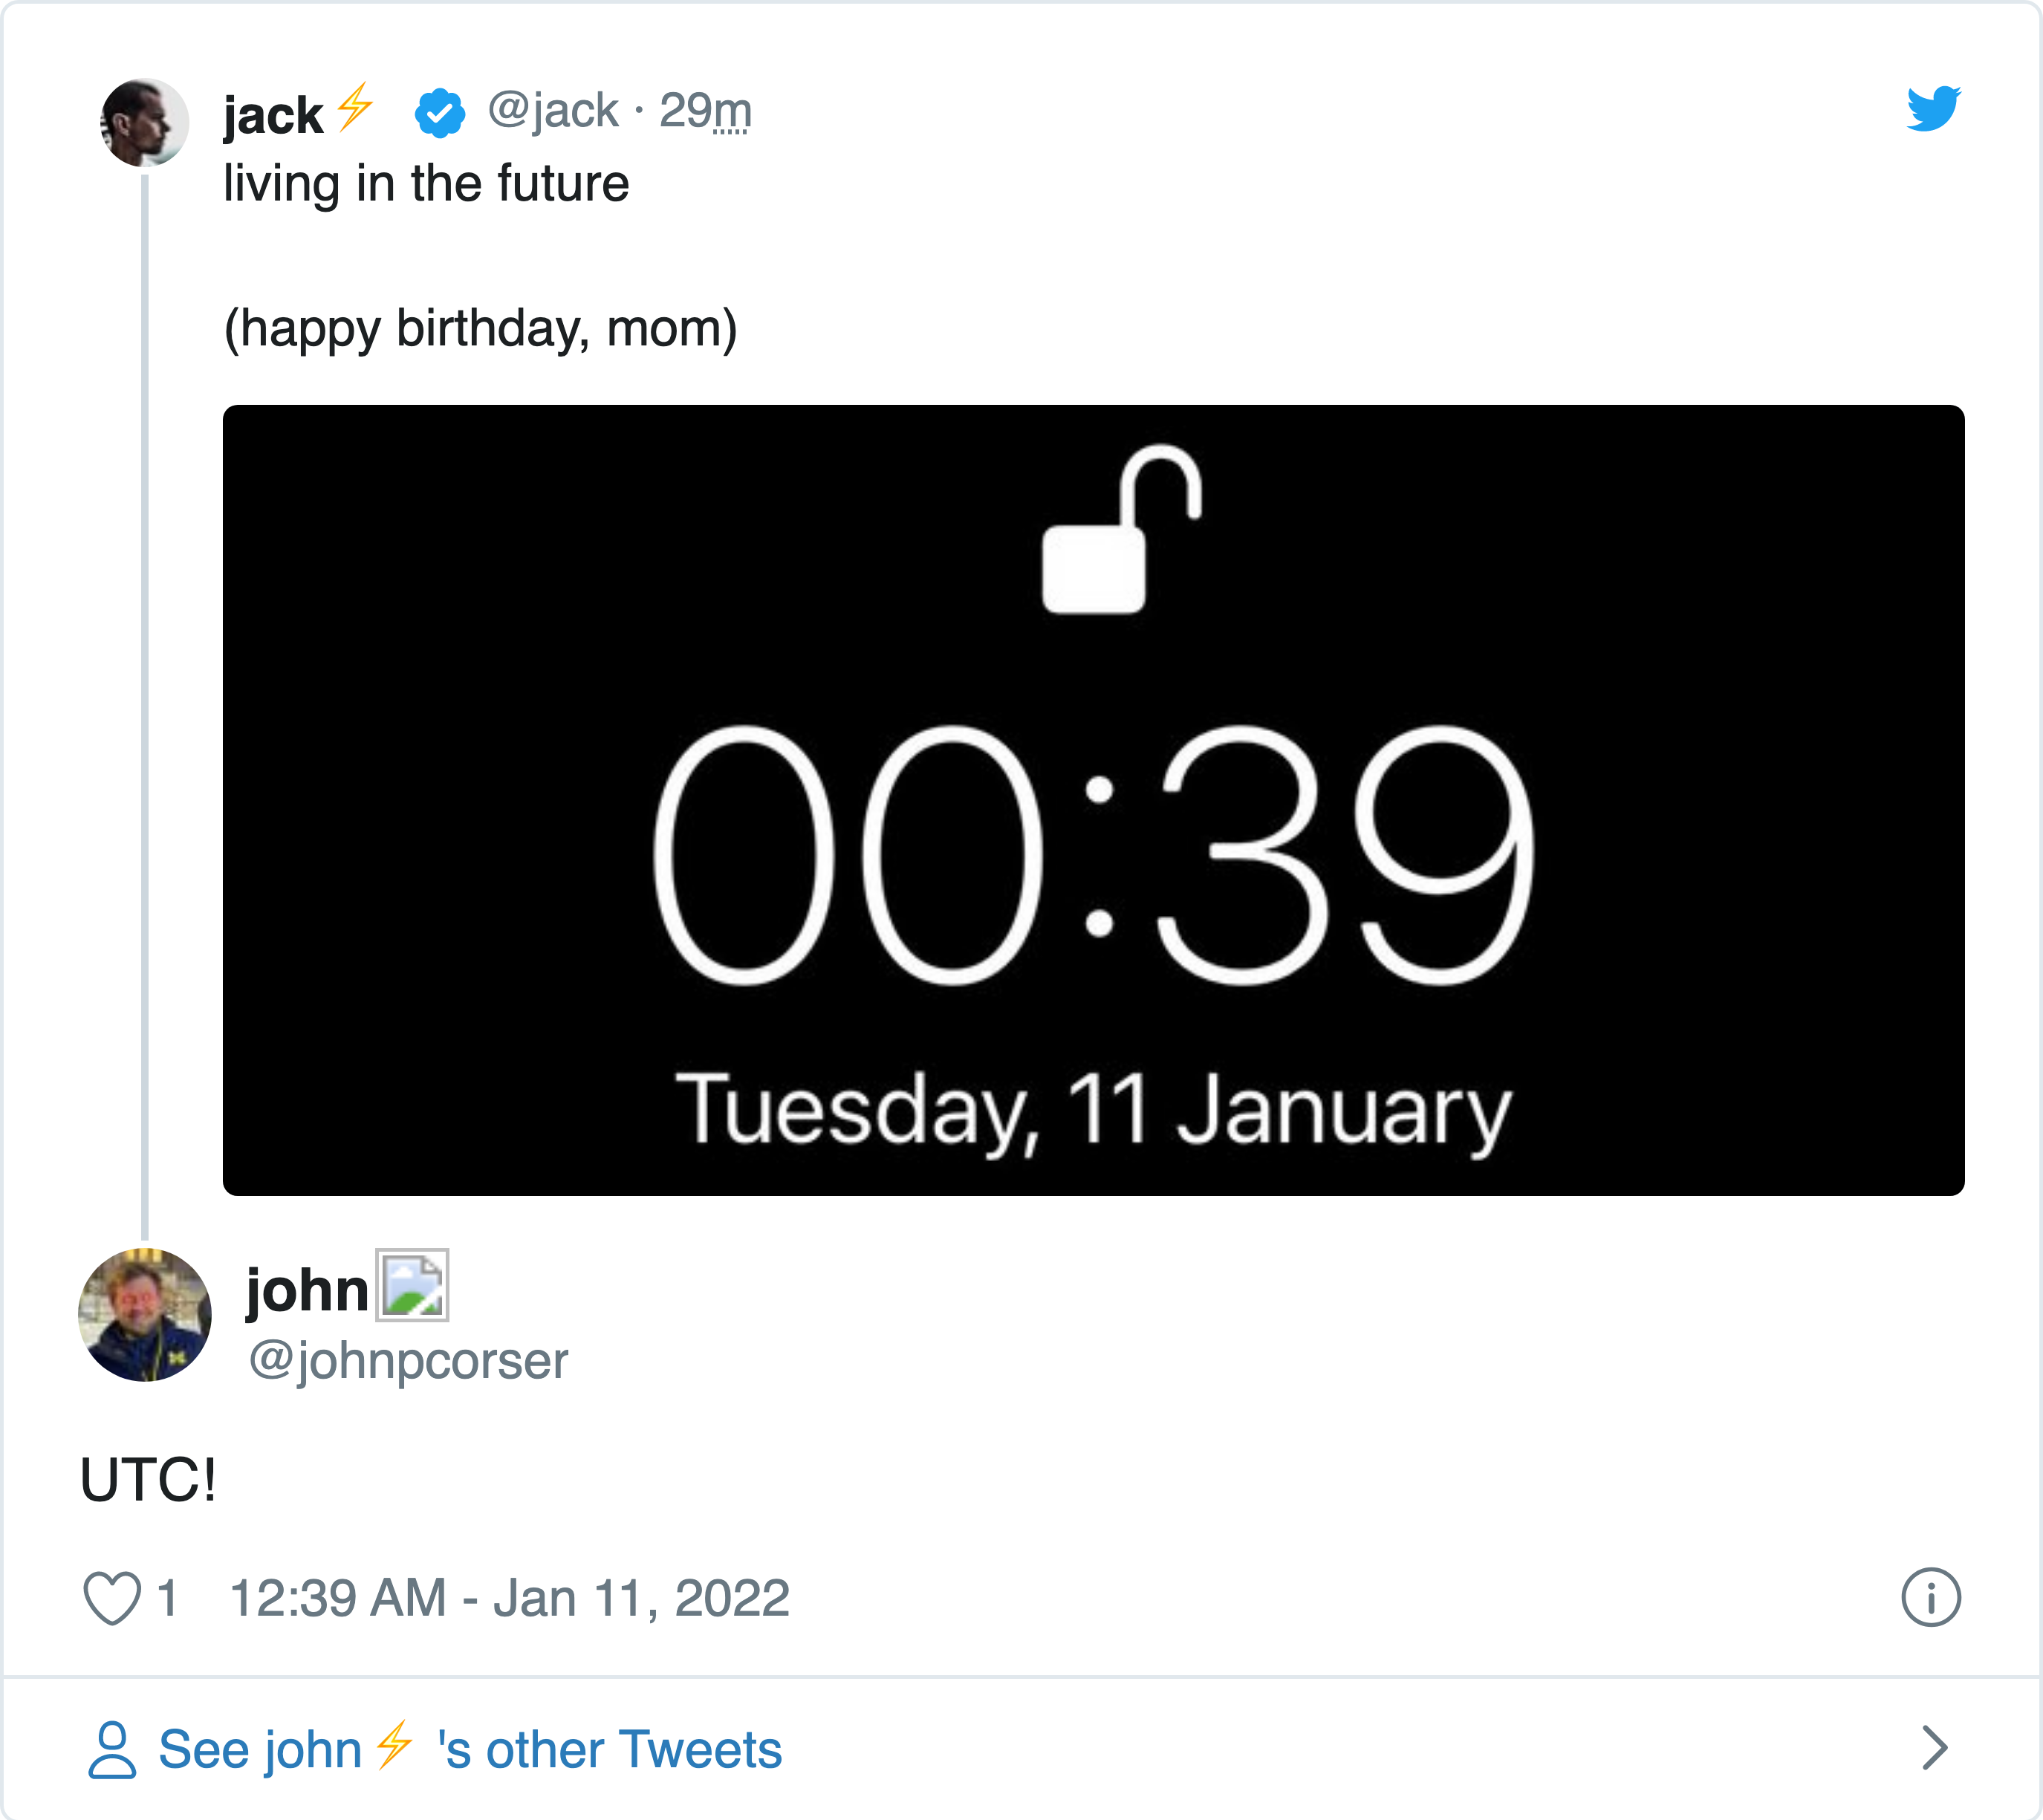 jack⚡ @jack · 29m
living in the future
(happy birthday, mom)
00:39
Tuesday, 11 January
john
@johnpcorser
UTC!
1 12:39 AM - Jan 11, 2022
See john⚡ 's other Tweets